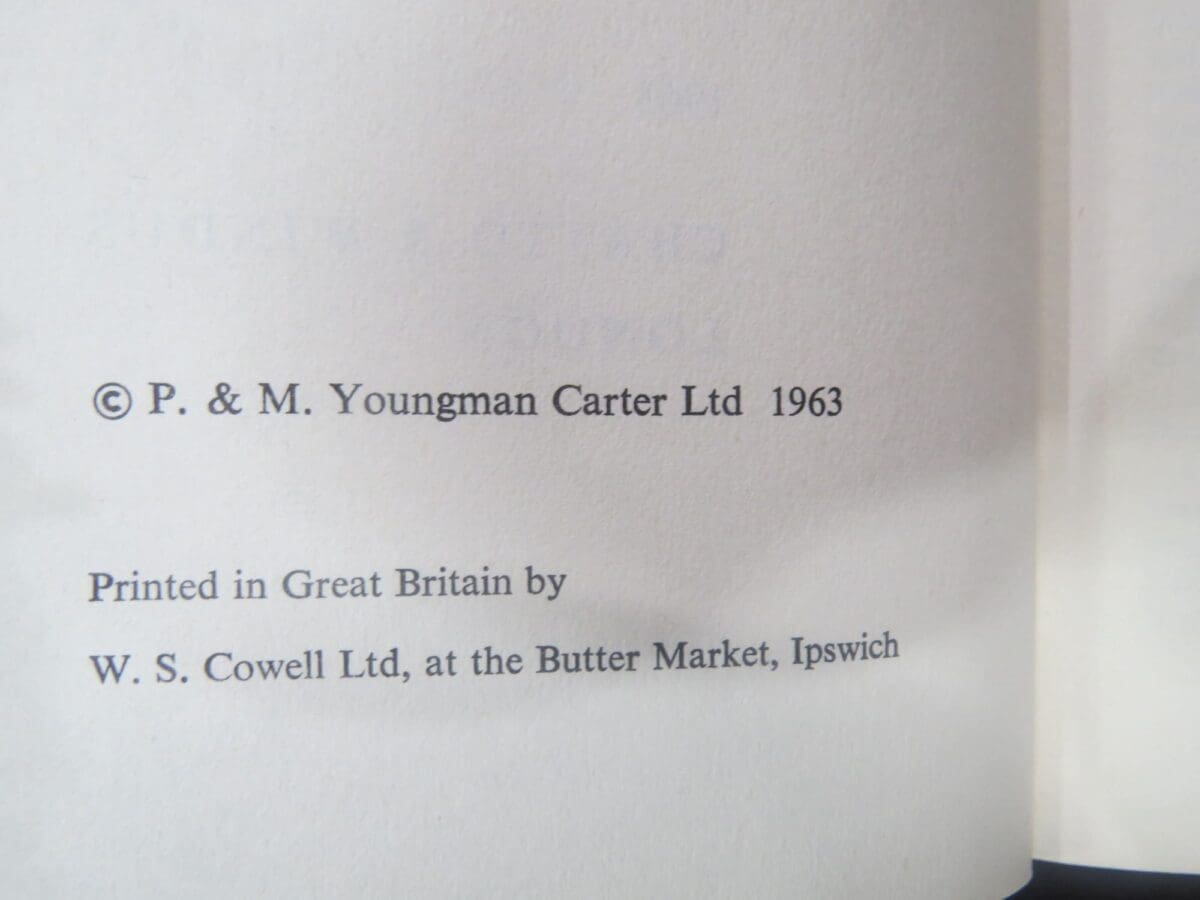 © P. & M. Youngman Carter Ltd 1963
Printed in Great Britain by
W. S. Cowell Ltd, at the Butter Market, Ipswich